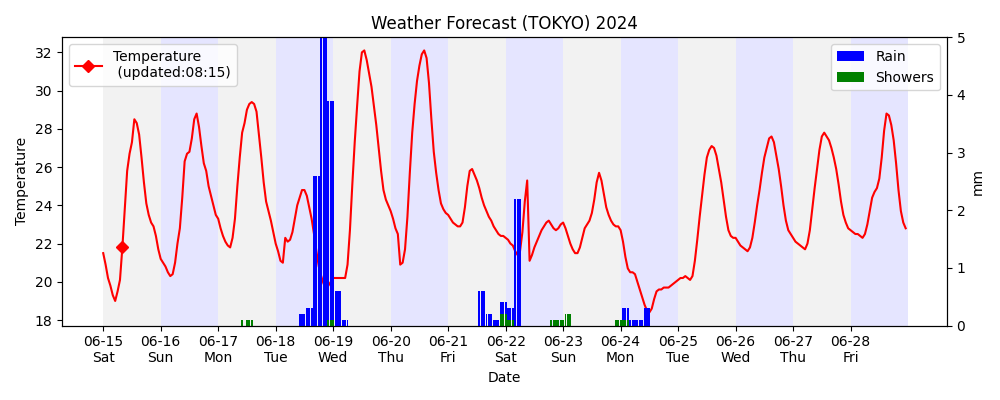 Weather Forecast (TOKYO) 2024
Temperature
(updated:08:15)
Rain
Showers
Temperature
32
30
28
26
24
22
20
18
5
4
3
2
1
0
mm
06-15 06-16 06-17 06-18 06-19 06-20 06-21 06-22 06-23 06-24 06-25 06-26 06-27 06-28
Sat Sun Mon Tue Wed Thu Fri Sat Sun Mon Tue Wed Thu Fri
Date